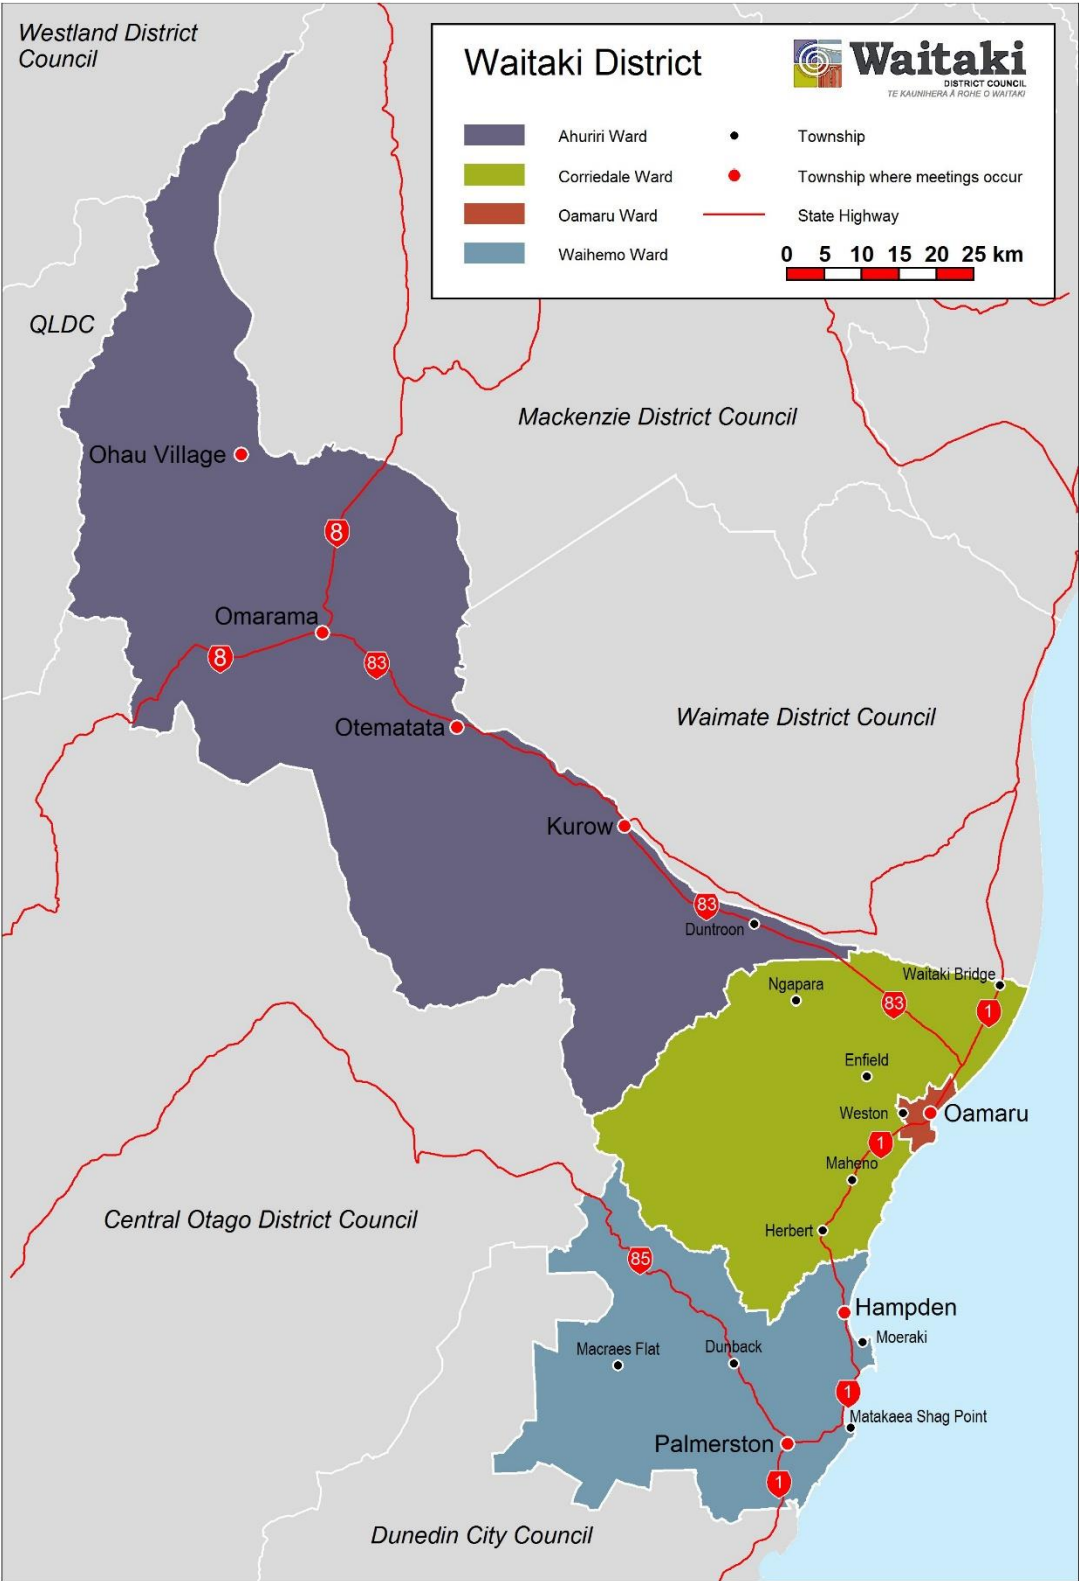 Westland District
Council
Waitaki District
Waitaki
DISTRICT COUNCIL
TE KAUNIHERA Ā ROHE O WAITAKI
Ahuriri Ward
Township
Corriedale Ward
Township where meetings occur
Oamaru Ward
State Highway
Waihemo Ward
0 5 10 15 20 25 km
QLDC
Mackenzie District Council
Ohau Village
8
Omarama
8
83
Waimate District Council
Otematata
Kurow
83
Duntroon
Waitaki Bridge
Ngapara
83
1
Enfield
Weston
Oamaru
1
Maheno
Central Otago District Council
Herbert
85
Hampden
Moeraki
Macraes Flat
Dunback
1
Matakaea Shag Point
Palmerston
1
Dunedin City Council